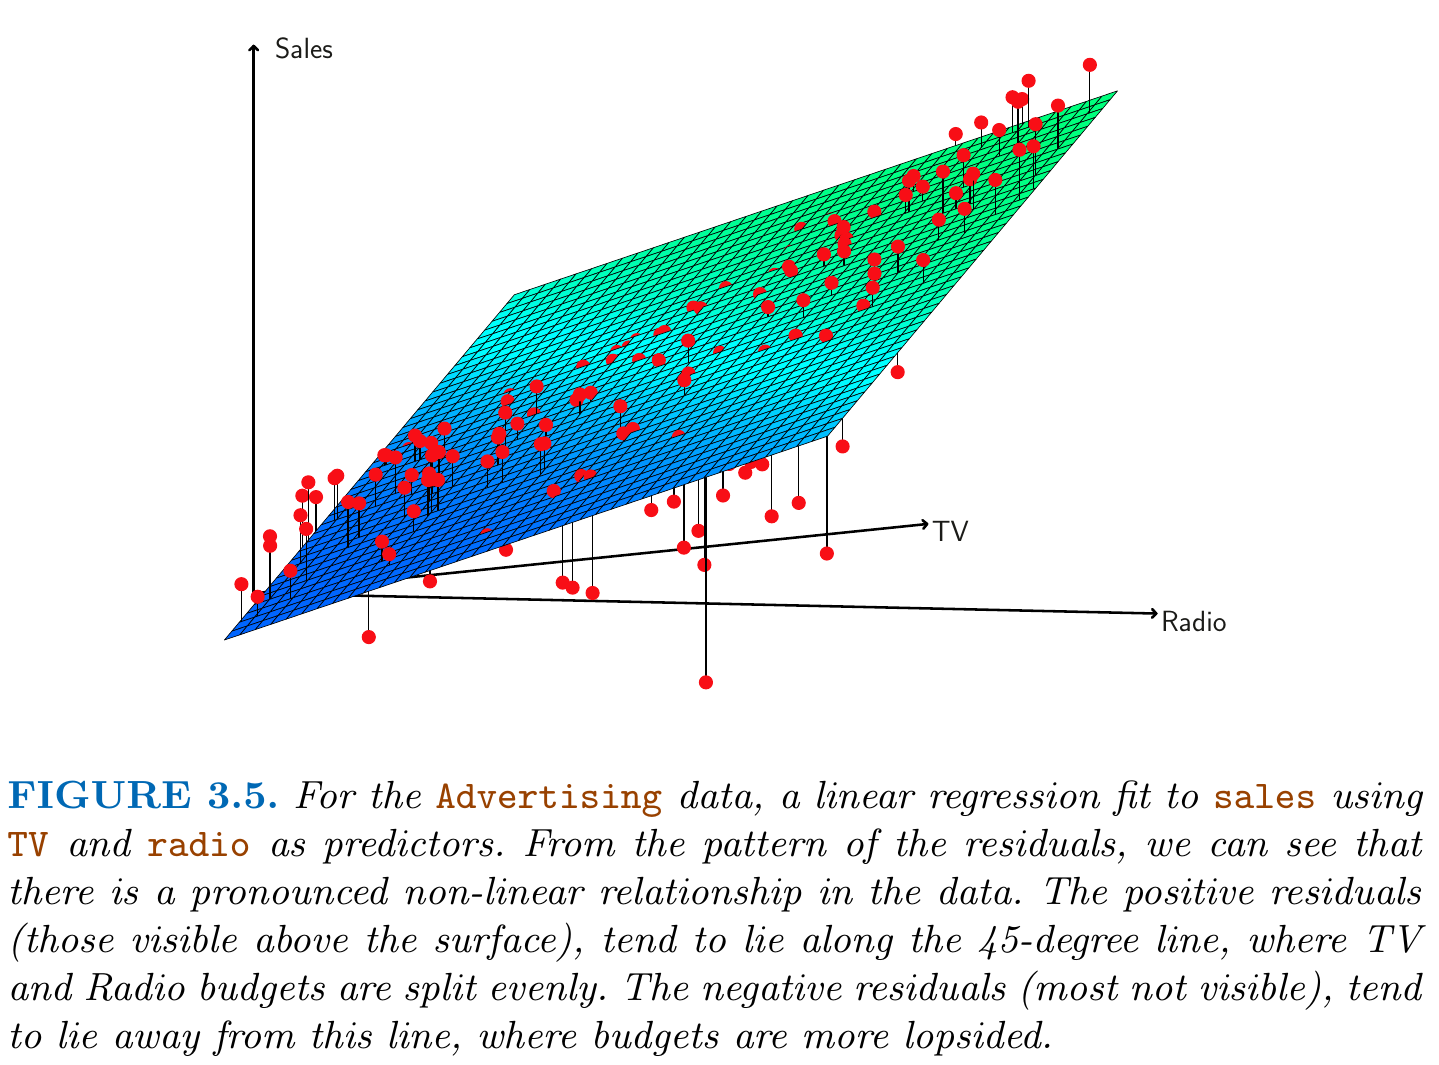 Sales
TV
Radio
FIGURE 3.5. For the Advertising data, a linear regression fit to sales using
TV and radio as predictors. From the pattern of the residuals, we can see that
there is a pronounced non-linear relationship in the data. The positive residuals
(those visible above the surface), tend to lie along the 45-degree line, where TV
and Radio budgets are split evenly. The negative residuals (most not visible), tend
to lie away from this line, where budgets are more lopsided.